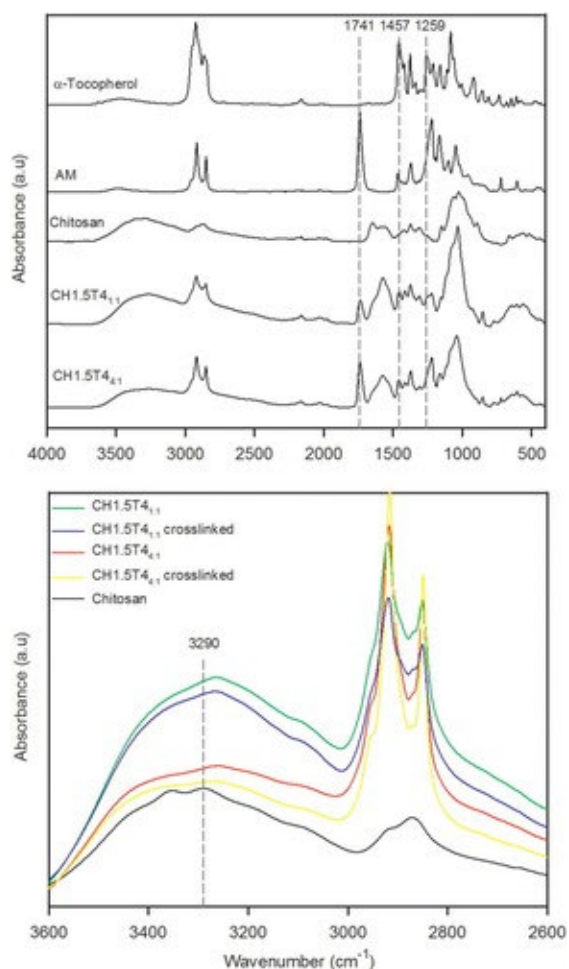 1741 1457 1259
α-Tocopherol
AM
Chitosan
CH1.5T4₁:₁
CH1.5T4₄:₁
Absorbance (a.u)
4000 3500 3000 2500 2000 1500 1000 500
CH1.5T4₁:₁
CH1.5T4₁:₁ crosslinked
CH1.5T4₄:₁
CH1.5T4₄:₁ crosslinked
Chitosan
3290
Absorbance (a.u)
3600 3400 3200 3000 2800 2600
Wavenumber (cm⁻¹)